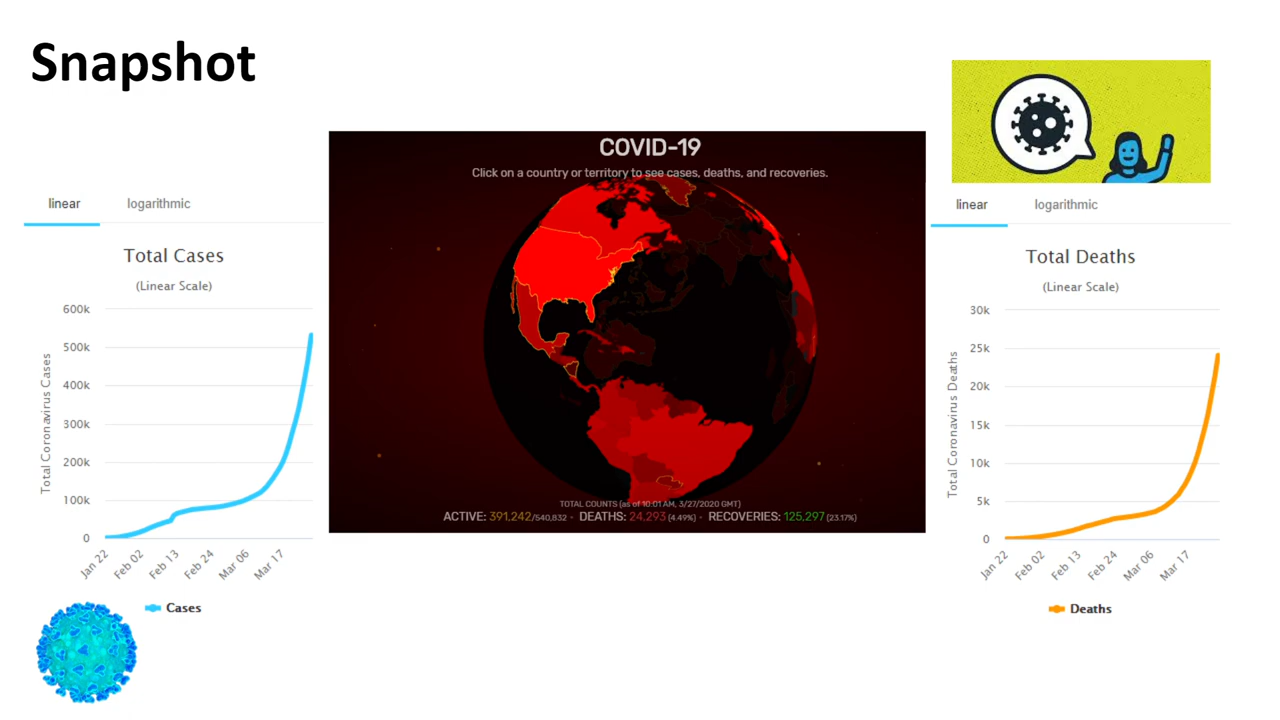 Snapshot
linear logarithmic
Total Cases
(Linear Scale)
Total Coronavirus Cases
600k
500k
400k
300k
200k
100k
0
Jan 22 Feb 02 Feb 13 Feb 24 Mar 06 Mar 17
Cases
COVID-19
Click on a country or territory to see cases, deaths, and recoveries.
TOTAL COUNTS (as of 10:01 AM, 3/27/2020 GMT)
ACTIVE: 391,242/540,832 - DEATHS: 24,293 (4.49%) - RECOVERIES: 125,297 (23.17%)
linear logarithmic
Total Deaths
(Linear Scale)
Total Coronavirus Deaths
30k
25k
20k
15k
10k
5k
0
Jan 22 Feb 02 Feb 13 Feb 24 Mar 06 Mar 17
Deaths